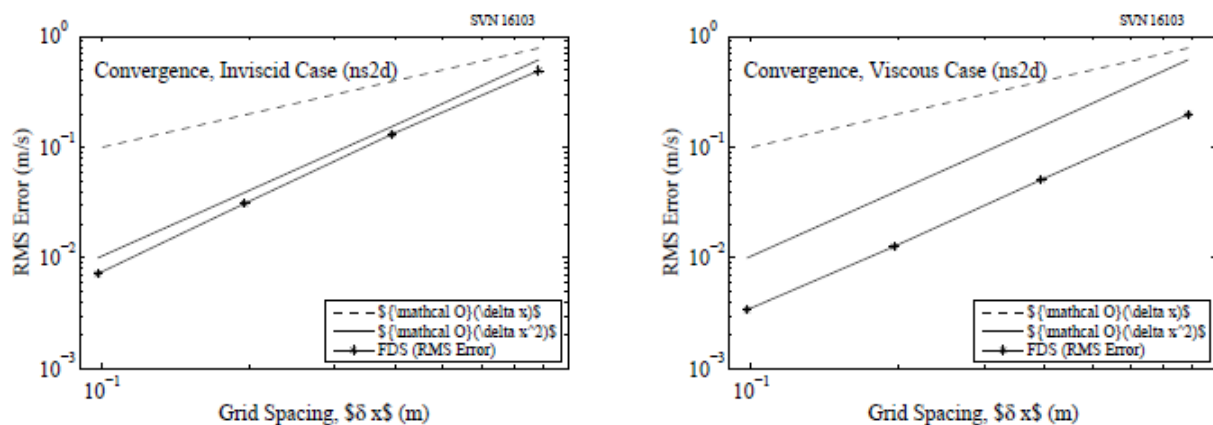 SVN 16103
10^0
Convergence, Inviscid Case (ns2d)
10^-1
RMS Error (m/s)
10^-2
10^-3
${\mathcal O}(\delta x)$
${\mathcal O}(\delta x^2)$
FDS (RMS Error)
10^-1
Grid Spacing, $δ x$ (m)
SVN 16103
10^0
Convergence, Viscous Case (ns2d)
10^-1
RMS Error (m/s)
10^-2
10^-3
${\mathcal O}(\delta x)$
${\mathcal O}(\delta x^2)$
FDS (RMS Error)
10^-1
Grid Spacing, $δ x$ (m)